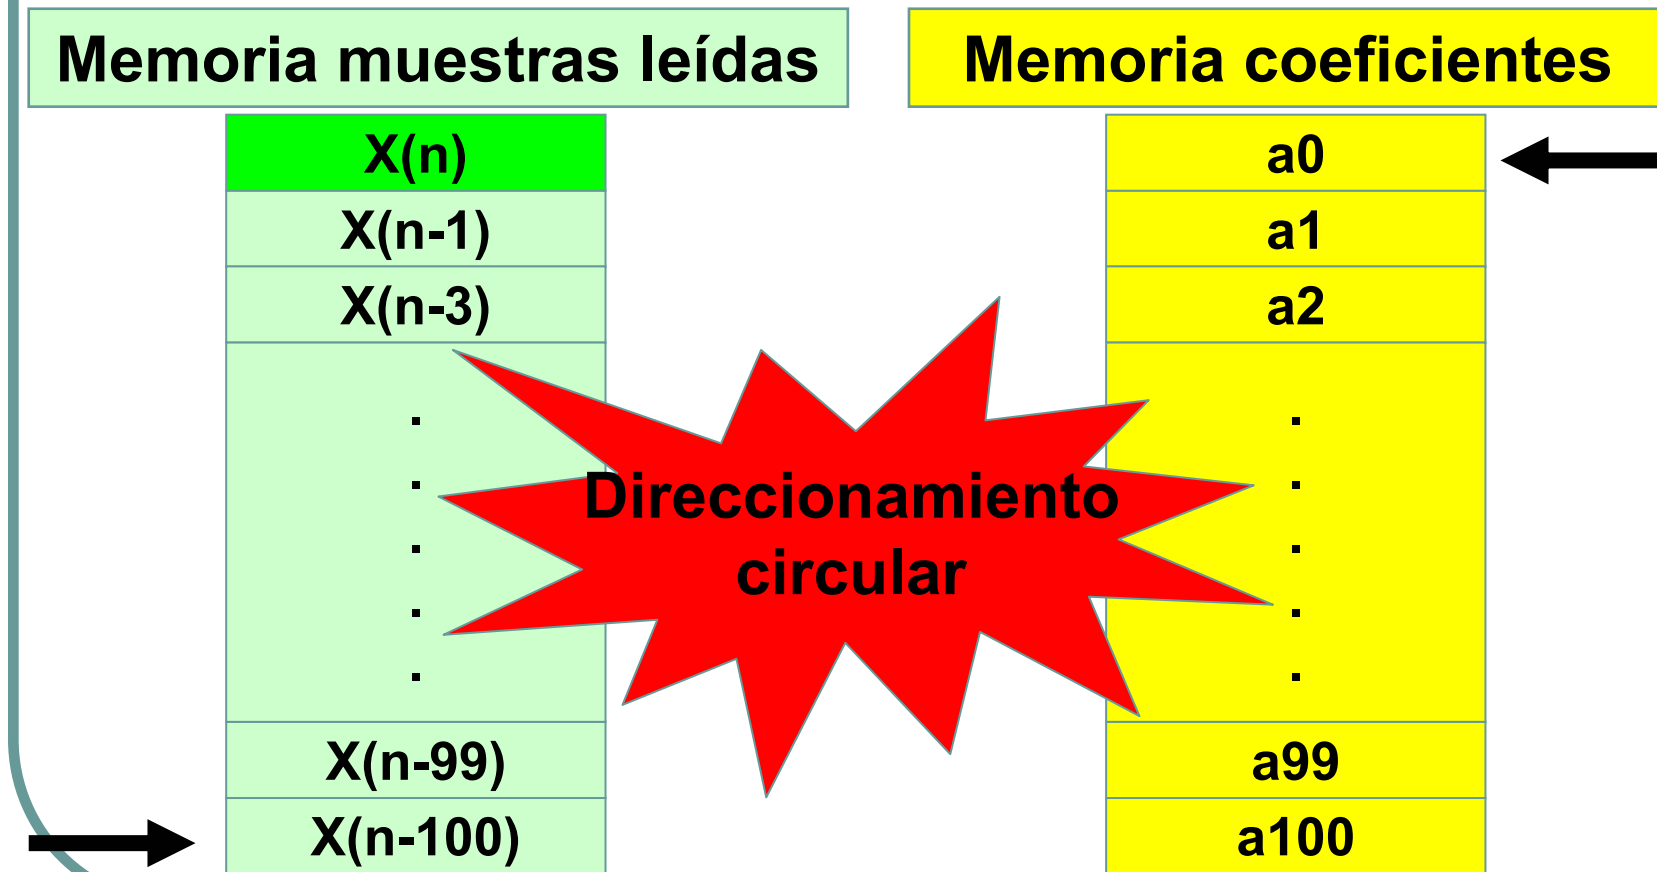 Memoria muestras leídas
Memoria coeficientes
X(n)
a0
X(n-1)
a1
X(n-3)
a2
.
.
.
.
.
.
.
.
.
.
Direccionamiento
circular
X(n-99)
a99
X(n-100)
a100